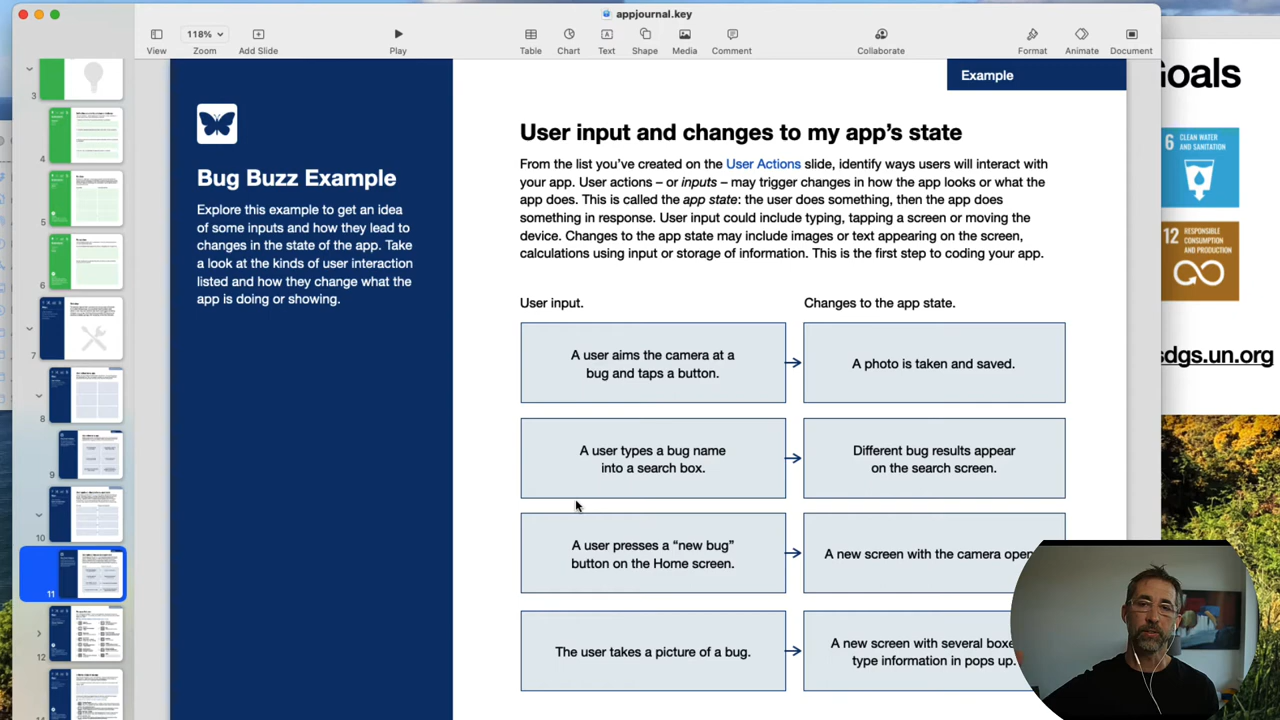 appjournal.key
118%
View
Zoom
Add Slide
Play
Table
Chart
Text
Shape
Media
Comment
Collaborate
Format
Animate
Document
3
4
5
6
7
8
9
10
11
12
Bug Buzz Example
Explore this example to get an idea
of some inputs and how they lead to
changes in the state of the app. Take
a look at the kinds of user interaction
listed and how they change what the
app is doing or showing.
Example
User input and changes to my app's state
From the list you've created on the User Actions slide, identify ways users will interact with
your app. User actions – or inputs – may trigger changes in how the app looks or what the
app does. This is called the app state: the user does something, then the app does
something in response. User input could include typing, tapping a screen or moving the
device. Changes to the app state may include images or text appearing on the screen,
calculations using input or storage of information. This is the first step to coding your app.
User input.
Changes to the app state.
A user aims the camera at a
bug and taps a button.
A photo is taken and saved.
A user types a bug name
into a search box.
Different bug results appear
on the search screen.
A user presses a “new bug”
button on the Home screen.
A new screen with the camera open
The user takes a picture of a bug.
A new screen with several boxe
type information in pops up.
Goals
6 CLEAN WATER
AND SANITATION
12 RESPONSIBLE
CONSUMPTION
AND PRODUCTION
sdgs.un.org